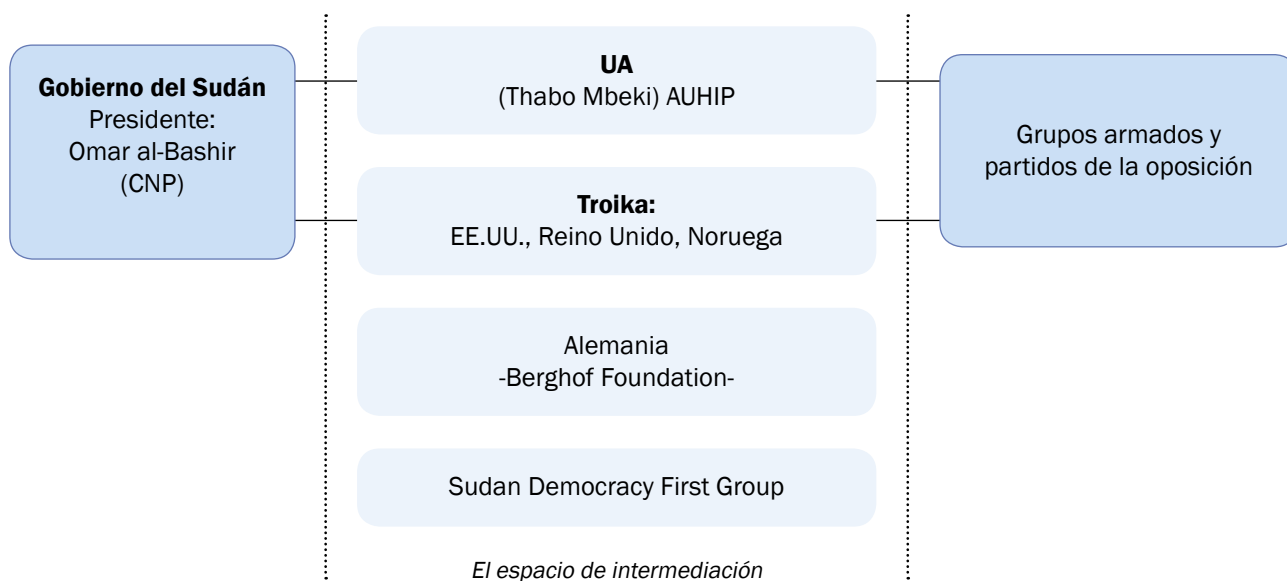 Gobierno del Sudán
Presidente:
Omar al-Bashir
(CNP)
UA
(Thabo Mbeki) AUHIP
Troika:
EE.UU., Reino Unido, Noruega
Alemania
-Berghof Foundation-
Sudan Democracy First Group
El espacio de intermediación
Grupos armados y
partidos de la oposición